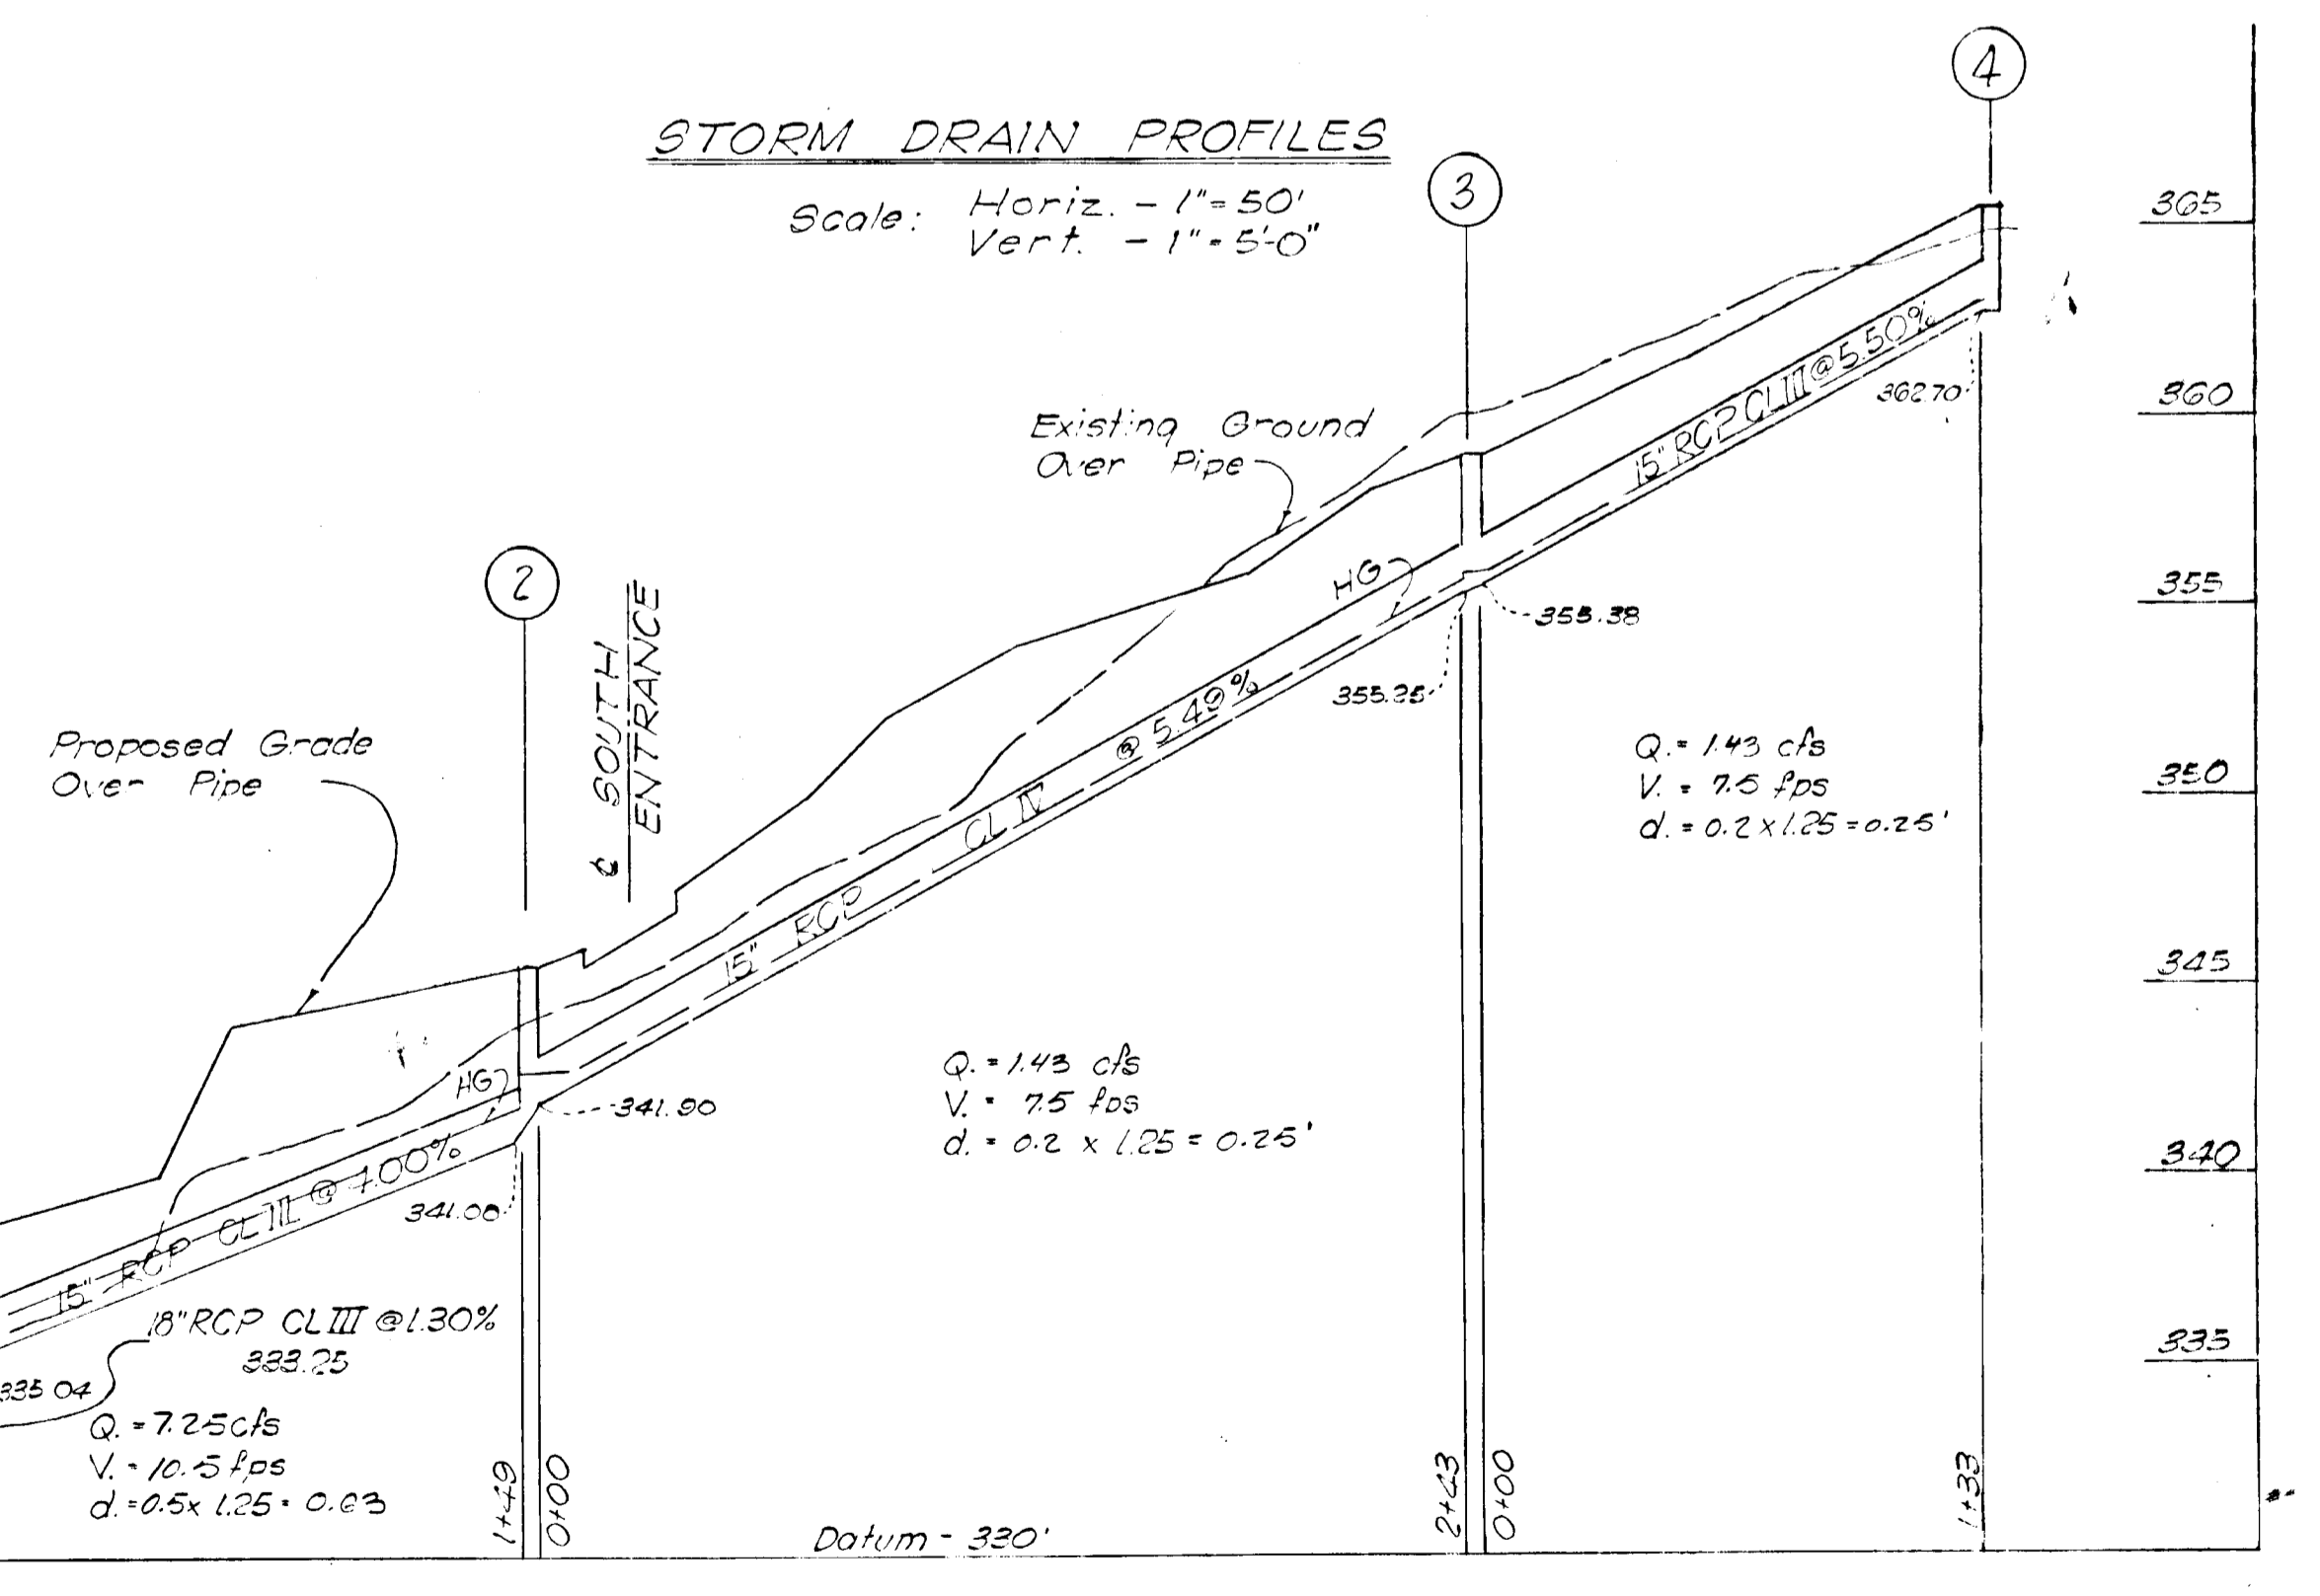 4
STORM DRAIN PROFILES
Scale: Horiz. - 1"=50'
Vert. - 1"=5'-0"
3
365
360
355
350
345
340
335
Existing Ground
Over Pipe
15" RCP CL III @ 5.50%
362.70
HG
355.38
355.25
2
℄ SOUTH
ENTRANCE
15" RCP CL IV @ 5.49%
Proposed Grade
Over Pipe
Q. = 1.43 cfs
V. = 7.5 fps
d. = 0.2 x 1.25 = 0.25'
HG
341.90
341.00
Q. = 1.43 cfs
V. = 7.5 fps
d. = 0.2 x 1.25 = 0.25'
15" RCP CL III @ 4.00%
18" RCP CL III @ 1.30%
333.25
335.04
Q. = 7.25 cfs
V. = 10.5 fps
d. = 0.5 x 1.25 = 0.63
1+49
0+00
2+43
0+00
1+33
Datum - 330'